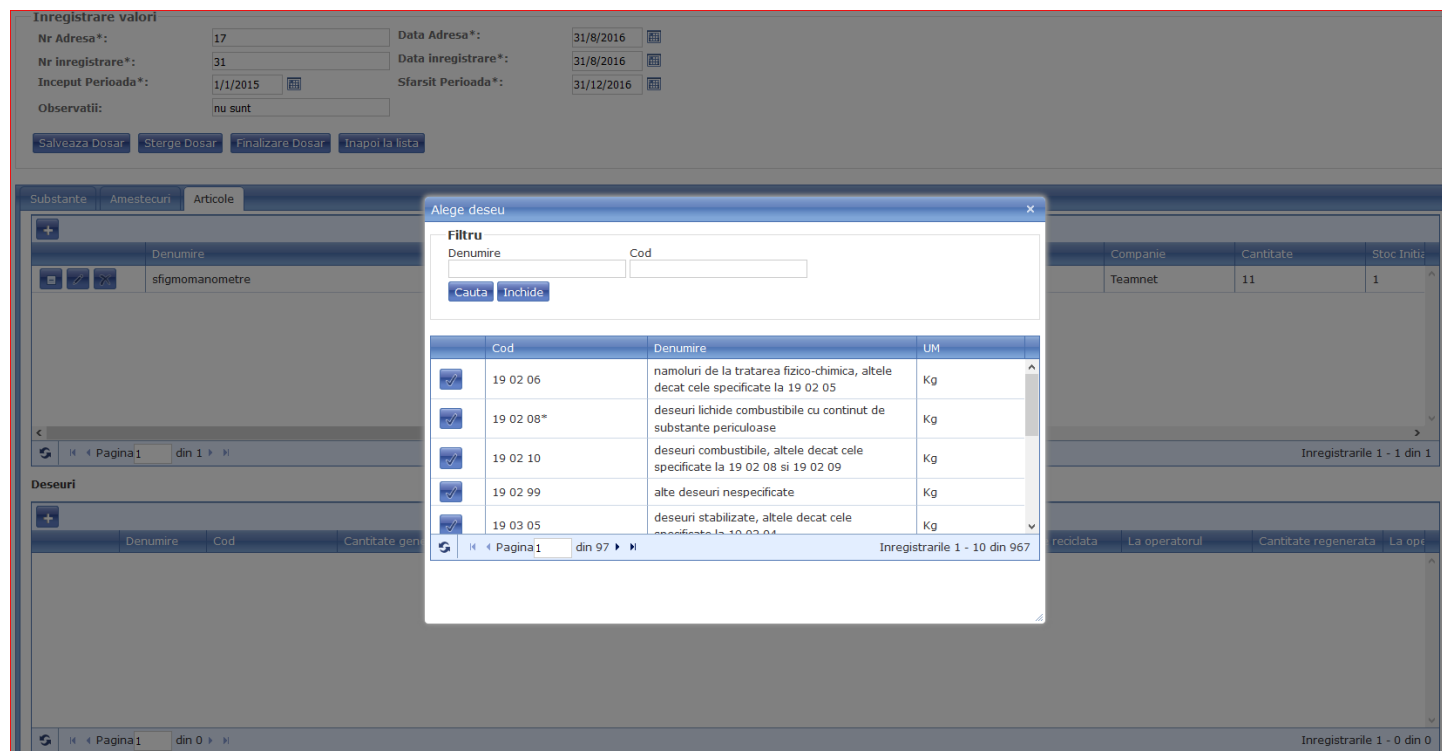 Inregistrare valori
Nr Adresa*: 17 Data Adresa*: 31/8/2016
Nr inregistrare*: 31 Data inregistrare*: 31/8/2016
Inceput Perioada*: 1/1/2015 Sfarsit Perioada*: 31/12/2016
Observatii: nu sunt
Salveaza Dosar Sterge Dosar Finalizare Dosar Inapoi la lista
Substante Amestecuri Articole
Denumire Companie Cantitate Stoc Initia
sfigmomanometre Teamnet 11 1
Pagina 1 din 1 Inregistrarile 1 - 1 din 1
Alege deseu
Filtru
Denumire Cod
Cauta Inchide
Cod Denumire UM
19 02 06 namoluri de la tratarea fizico-chimica, altele Kg
decat cele specificate la 19 02 05
19 02 08* deseuri lichide combustibile cu continut de Kg
substante periculoase
19 02 10 deseuri combustibile, altele decat cele Kg
specificate la 19 02 08 si 19 02 09
19 02 99 alte deseuri nespecificate Kg
19 03 05 deseuri stabilizate, altele decat cele Kg
specificate la 19 03 04
Pagina 1 din 97 Inregistrarile 1 - 10 din 967
Deseuri
Denumire Cod Cantitate gen reciclata La operatorul Cantitate regenerata La ope
Pagina 1 din 0 Inregistrarile 1 - 0 din 0